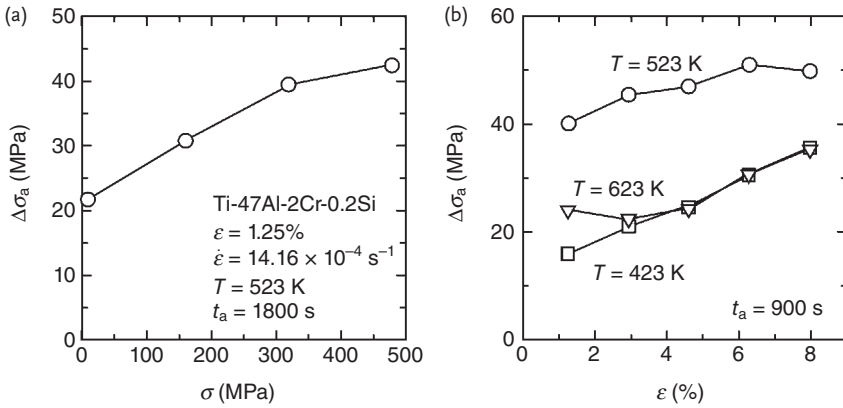 (a)
50
40
30
20
10
0
Δσa (MPa)
Ti-47Al-2Cr-0.2Si
ε = 1.25%
ε̇ = 14.16 × 10⁻⁴ s⁻¹
T = 523 K
ta = 1800 s
0 100 200 300 400 500
σ (MPa)
(b)
60
40
20
0
Δσa (MPa)
T = 523 K
T = 623 K
T = 423 K
ta = 900 s
0 2 4 6 8
ε (%)